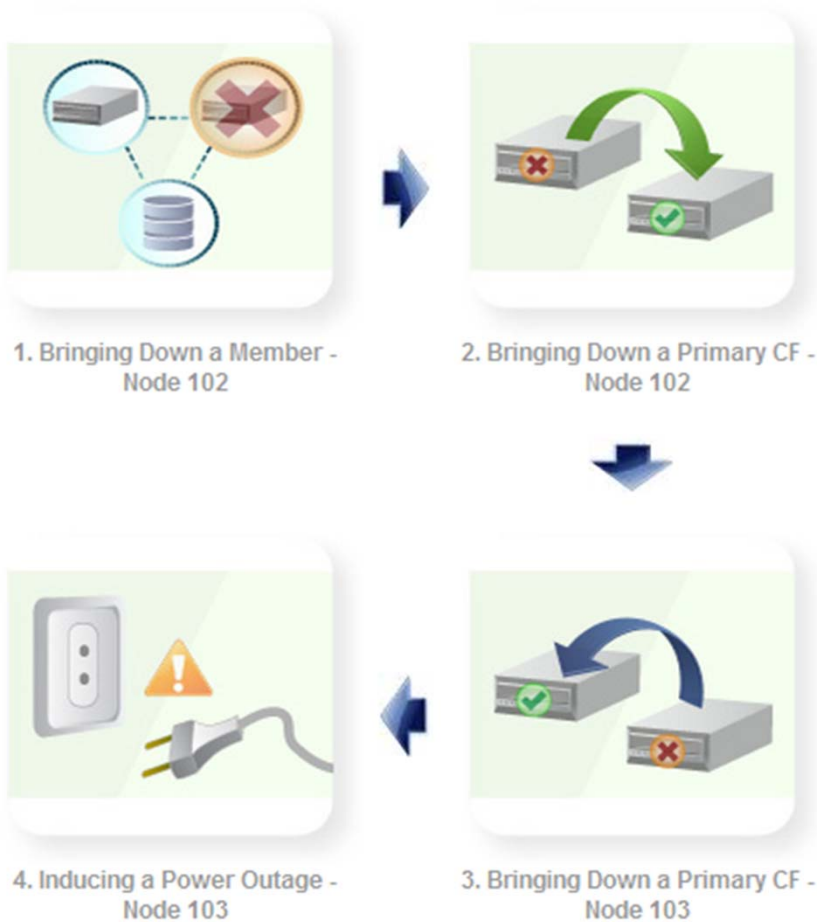 1. Bringing Down a Member -
Node 102
2. Bringing Down a Primary CF -
Node 102
3. Bringing Down a Primary CF -
Node 103
4. Inducing a Power Outage -
Node 103